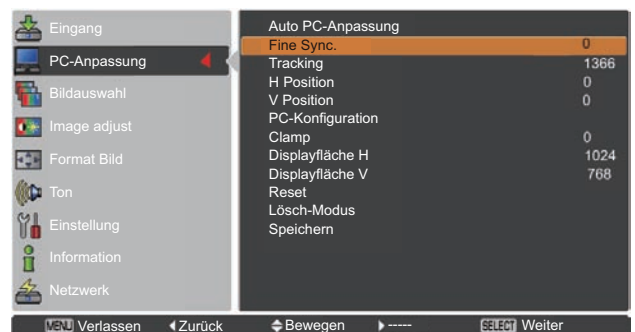 Eingang
PC-Anpassung
Bildauswahl
Image adjust
Format Bild
Ton
Einstellung
Information
Netzwerk
Auto PC-Anpassung
Fine Sync. 0
Tracking 1366
H Position 0
V Position 0
PC-Konfiguration
Clamp 0
Displayfläche H 1024
Displayfläche V 768
Reset
Lösch-Modus
Speichern
MENU Verlassen Zurück Bewegen ----- SELECT Weiter